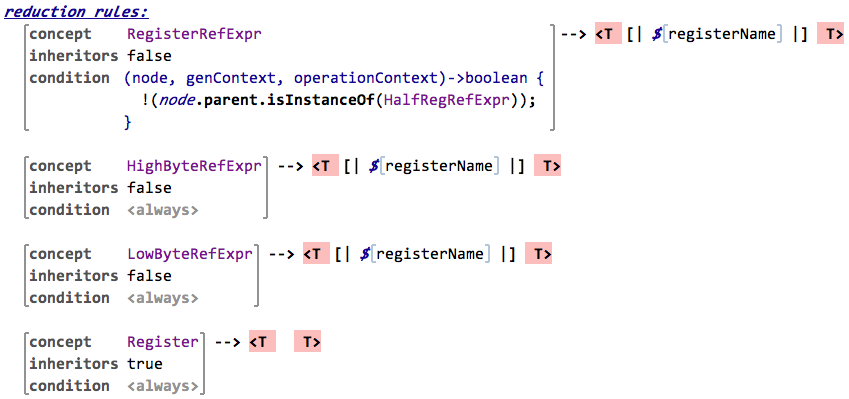 reduction rules:
concept RegisterRefExpr --> <T [| $[registerName] |] T>
inheritors false
condition (node, genContext, operationContext)->boolean {
!(node.parent.isInstanceOf(HalfRegRefExpr));
}
concept HighByteRefExpr --> <T [| $[registerName] |] T>
inheritors false
condition <always>
concept LowByteRefExpr --> <T [| $[registerName] |] T>
inheritors false
condition <always>
concept Register --> <T T>
inheritors true
condition <always>